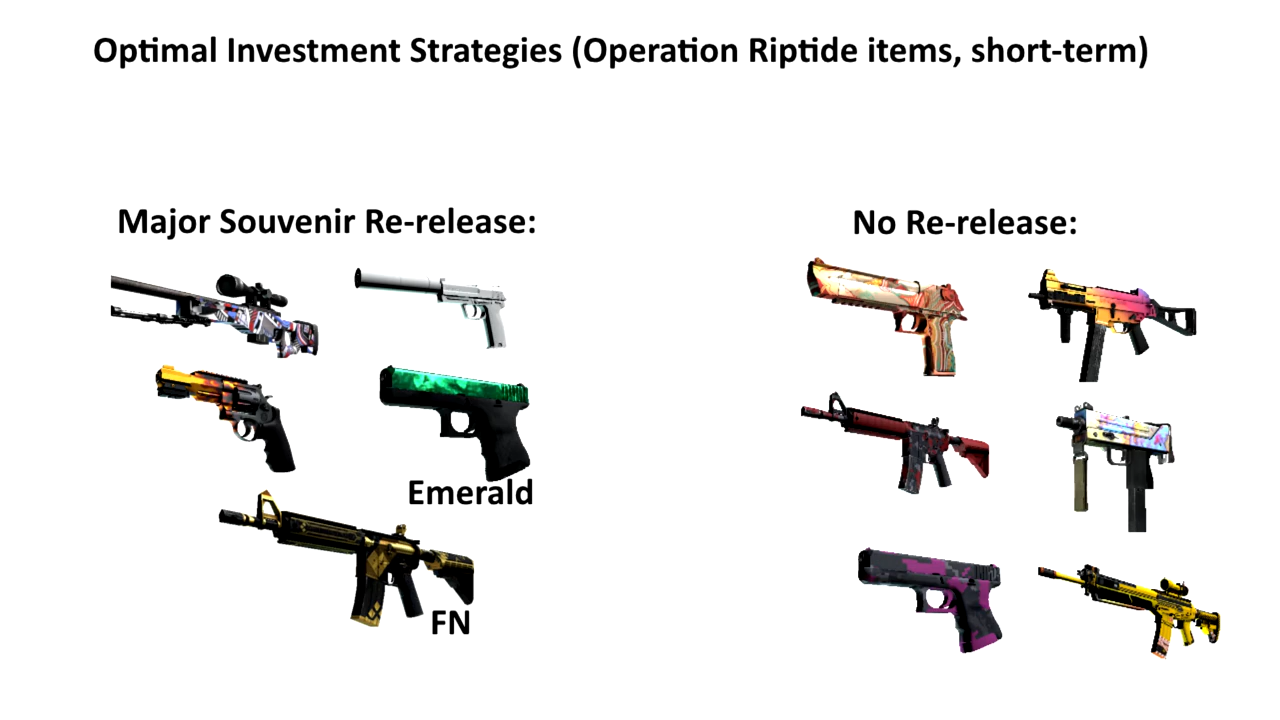 Optimal Investment Strategies (Operation Riptide items, short-term)
Major Souvenir Re-release:
No Re-release:
Emerald
FN